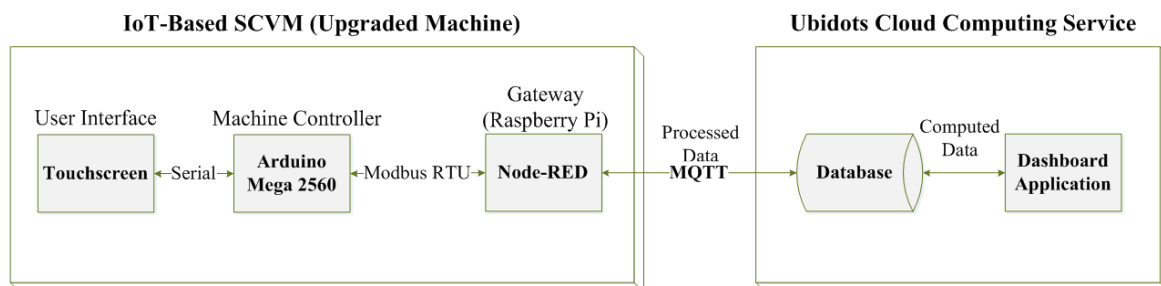 IoT-Based SCVM (Upgraded Machine)
Ubidots Cloud Computing Service
User Interface
Touchscreen
Serial
Machine Controller
Arduino
Mega 2560
Modbus RTU
Gateway
(Raspberry Pi)
Node-RED
Processed
Data
MQTT
Database
Computed
Data
Dashboard
Application